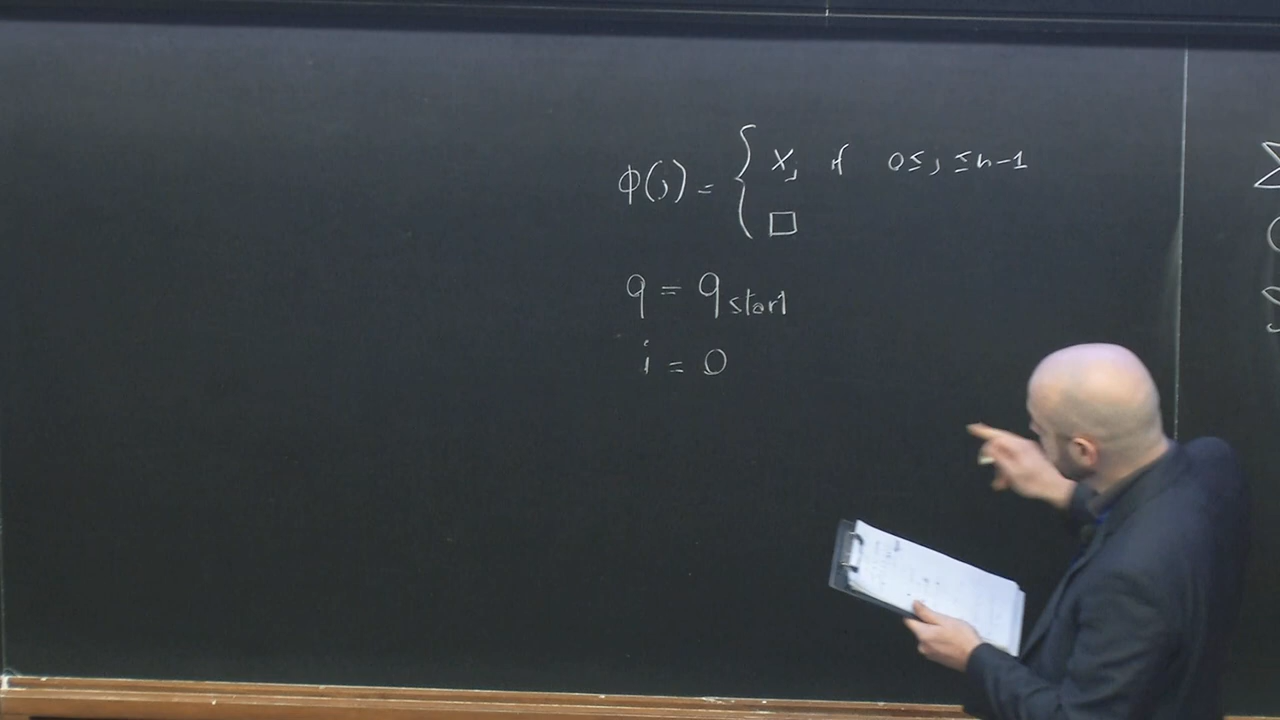 ϕ(j) = { x_j if 0 ≤ j ≤ n-1
□
q = q_start
i = 0